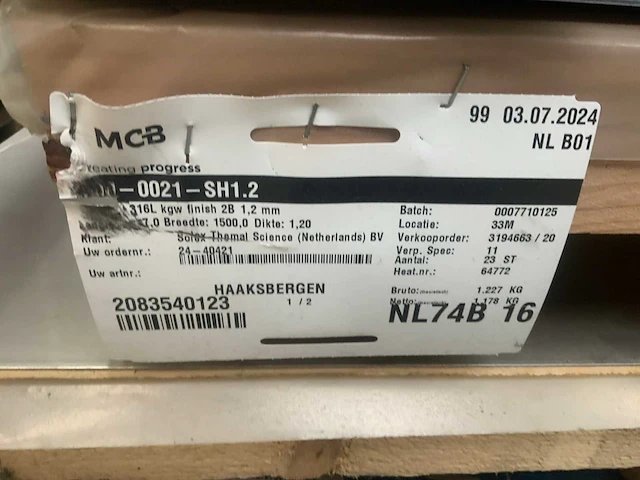 99 03.07.2024
NL B01
MCB
creating progress
-0021-SH1.2
316L kgw finish 2B 1,2 mm
7,0 Breedte: 1500,0 Dikte: 1,20
Klant: Solex Themal Science (Netherlands) BV
Uw ordernr.: 24-40421
Uw artnr.:
Batch: 0007710125
Locatie: 33M
Verkooporder: 3194663/20
Verp. Spec: 11
Aantal: 23 ST
Heat.nr.: 64772
HAAKSBERGEN
1/2
Bruto: 1.227 KG
Netto: 1.178 KG
2083540123
NL74B 16